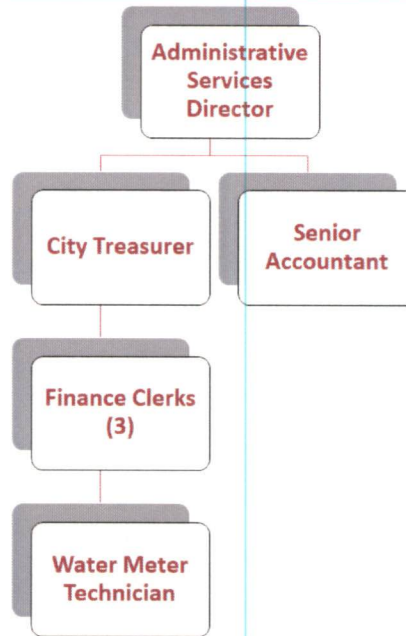 Administrative
Services
Director
City Treasurer
Senior
Accountant
Finance Clerks
(3)
Water Meter
Technician